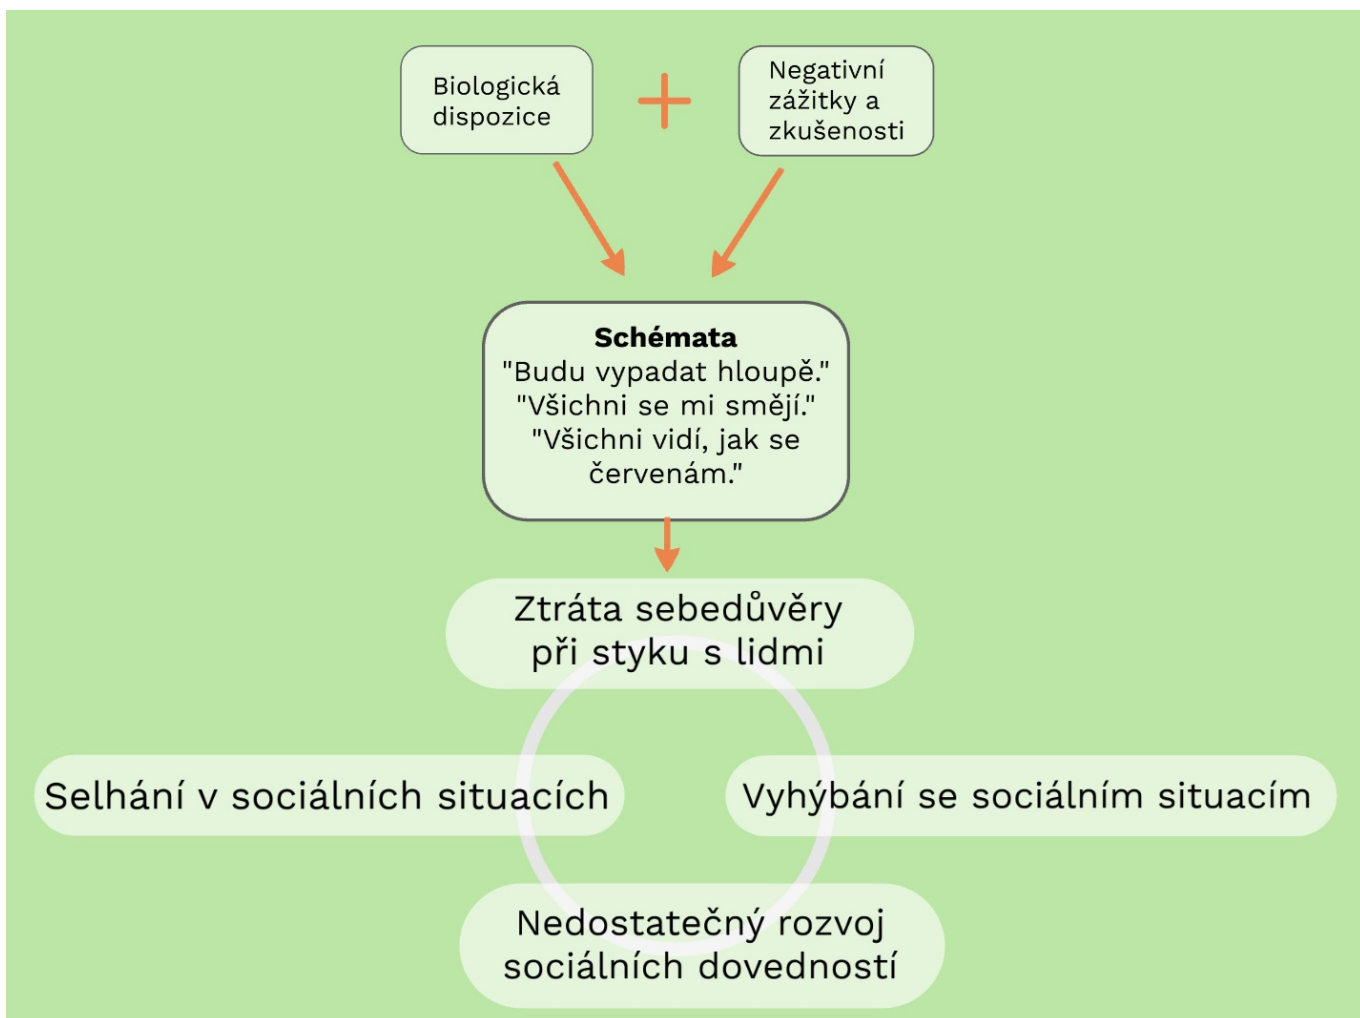 Biologická
dispozice
Negativní
zážitky a
zkušenosti
Schémata
"Budu vypadat hloupě."
"Všichni se mi smějí."
"Všichni vidí, jak se
červenám."
Ztráta sebedůvěry
při styku s lidmi
Selhání v sociálních situacích
Vyhýbání se sociálním situacím
Nedostatečný rozvoj
sociálních dovedností